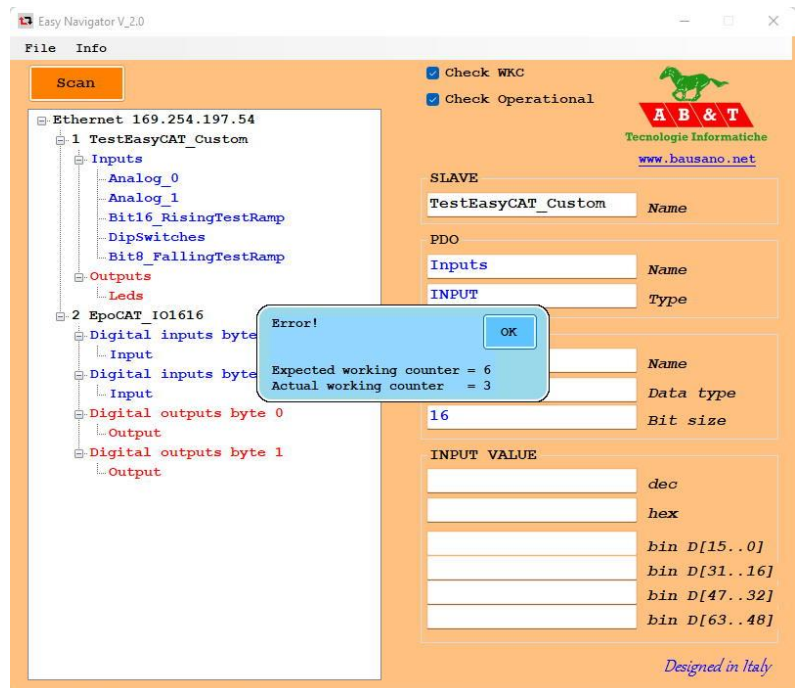 Easy Navigator V_2.0
File Info
Scan
Check WKC
Check Operational
A B & T
Tecnologie Informatiche
www.bausano.net
Ethernet 169.254.197.54
1 TestEasyCAT_Custom
Inputs
Analog_0
Analog_1
Bit16_RisingTestRamp
DipSwitches
Bit8_FallingTestRamp
Outputs
Leds
2 EpoCAT_IO1616
Digital inputs byte
Input
Digital inputs byte
Input
Digital outputs byte 0
Output
Digital outputs byte 1
Output
SLAVE
TestEasyCAT_Custom Name
PDO
Inputs Name
INPUT Type
Error!
OK
Expected working counter = 6
Actual working counter = 3
Name
Data type
16 Bit size
INPUT VALUE
dec
hex
bin D[15..0]
bin D[31..16]
bin D[47..32]
bin D[63..48]
Designed in Italy